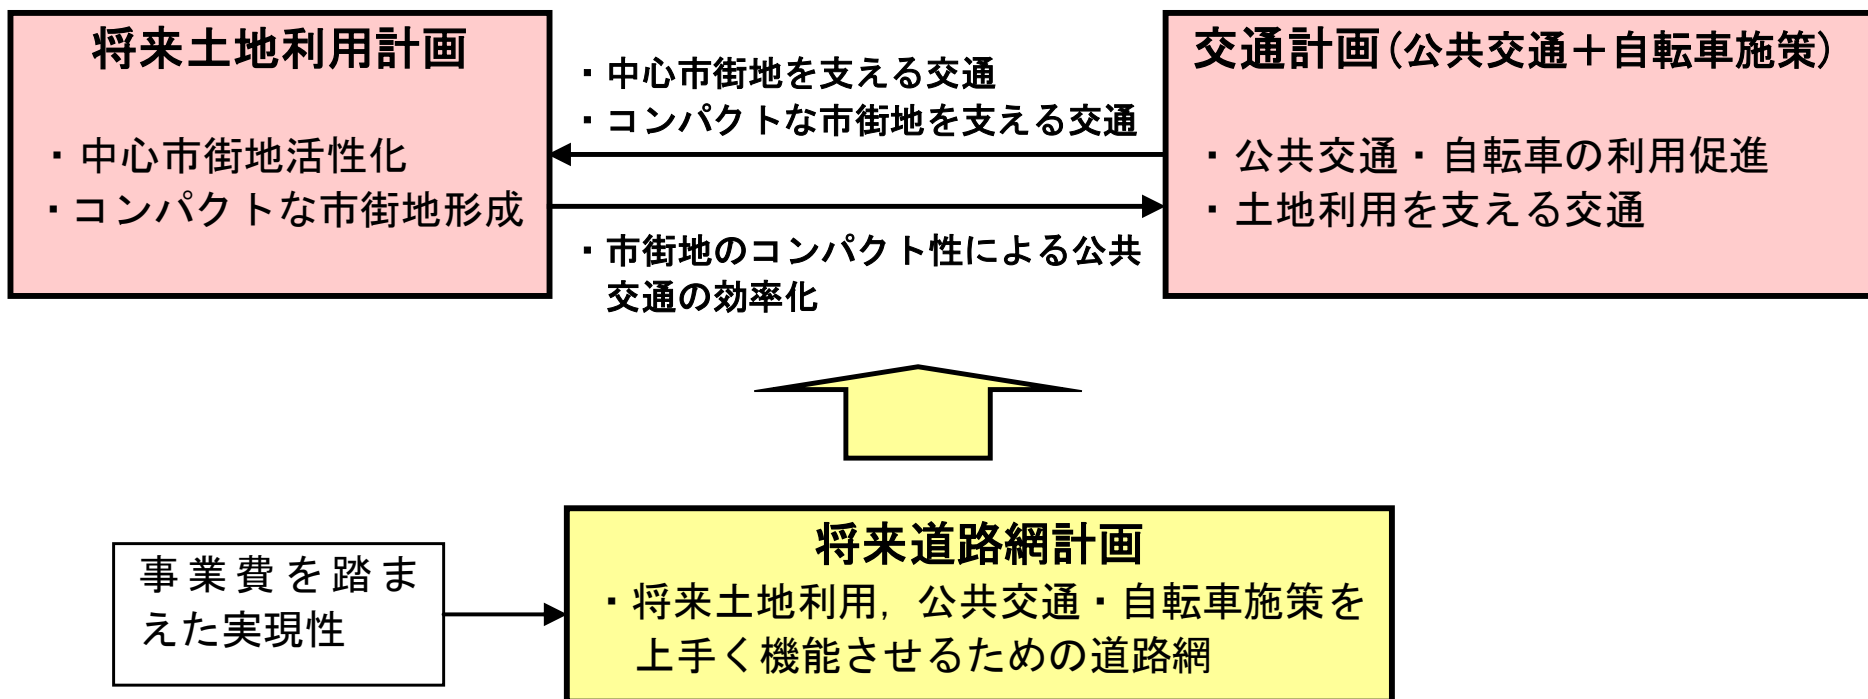 将来土地利用計画
・中心市街地活性化
・コンパクトな市街地形成
・中心市街地を支える交通
・コンパクトな市街地を支える交通
・市街地のコンパクト性による公共
交通の効率化
交通計画(公共交通+自転車施策)
・公共交通・自転車の利用促進
・土地利用を支える交通
事業費を踏ま
えた実現性
将来道路網計画
・将来土地利用，公共交通・自転車施策を
上手く機能させるための道路網